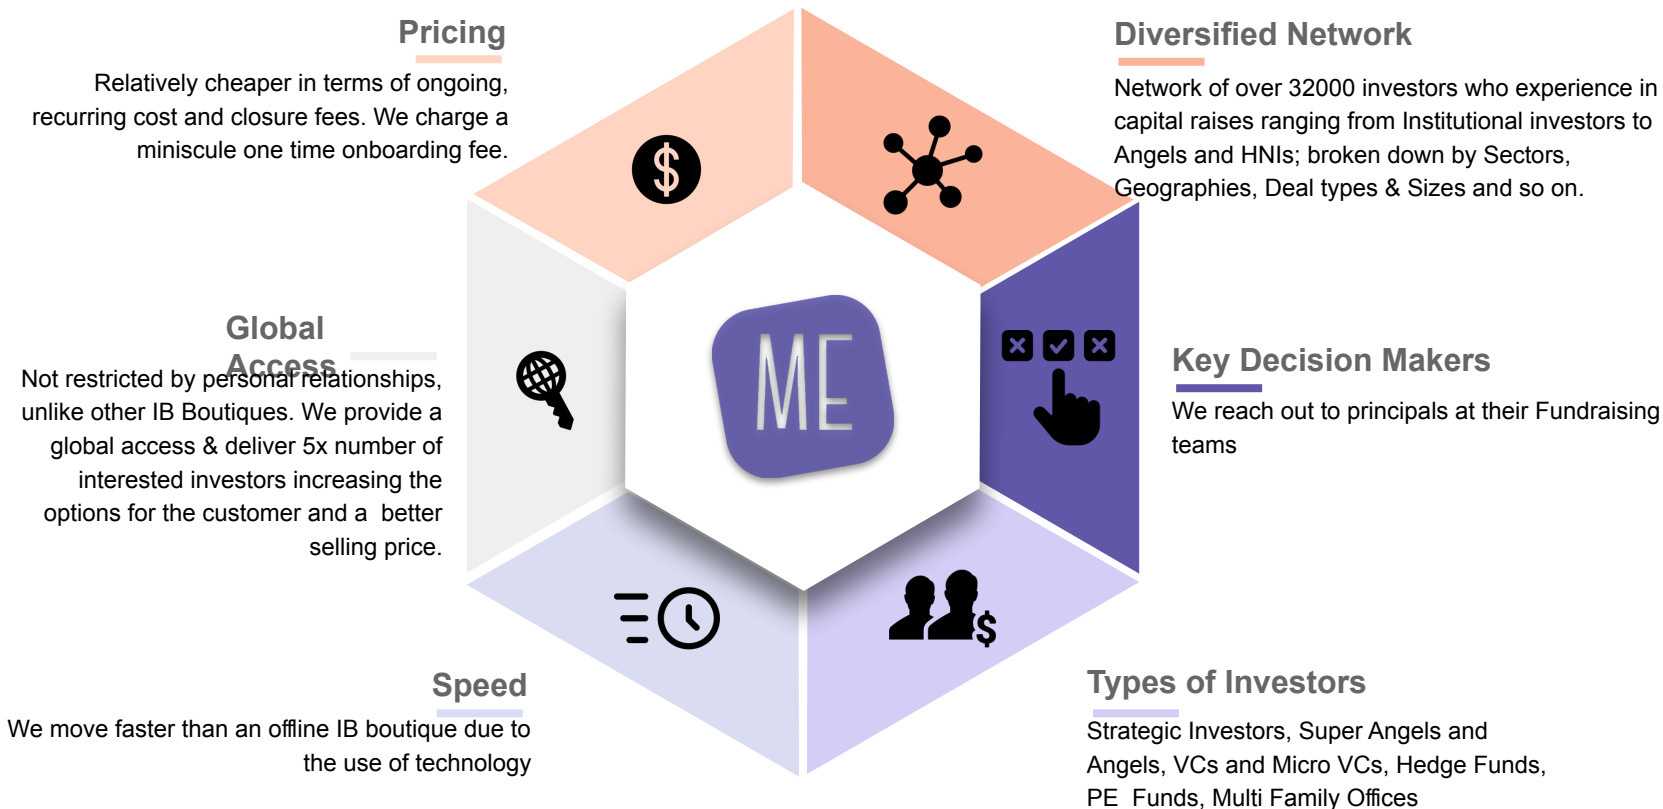 Pricing
Relatively cheaper in terms of ongoing,
recurring cost and closure fees. We charge a
miniscule one time onboarding fee.
Diversified Network
Network of over 32000 investors who experience in
capital raises ranging from Institutional investors to
Angels and HNIs; broken down by Sectors,
Geographies, Deal types & Sizes and so on.
Global
Access
Not restricted by personal relationships,
unlike other IB Boutiques. We provide a
global access & deliver 5x number of
interested investors increasing the
options for the customer and a  better
selling price.
ME
Key Decision Makers
We reach out to principals at their Fundraising
teams
Speed
We move faster than an offline IB boutique due to
the use of technology
Types of Investors
Strategic Investors, Super Angels and
Angels, VCs and Micro VCs, Hedge Funds,
PE  Funds, Multi Family Offices